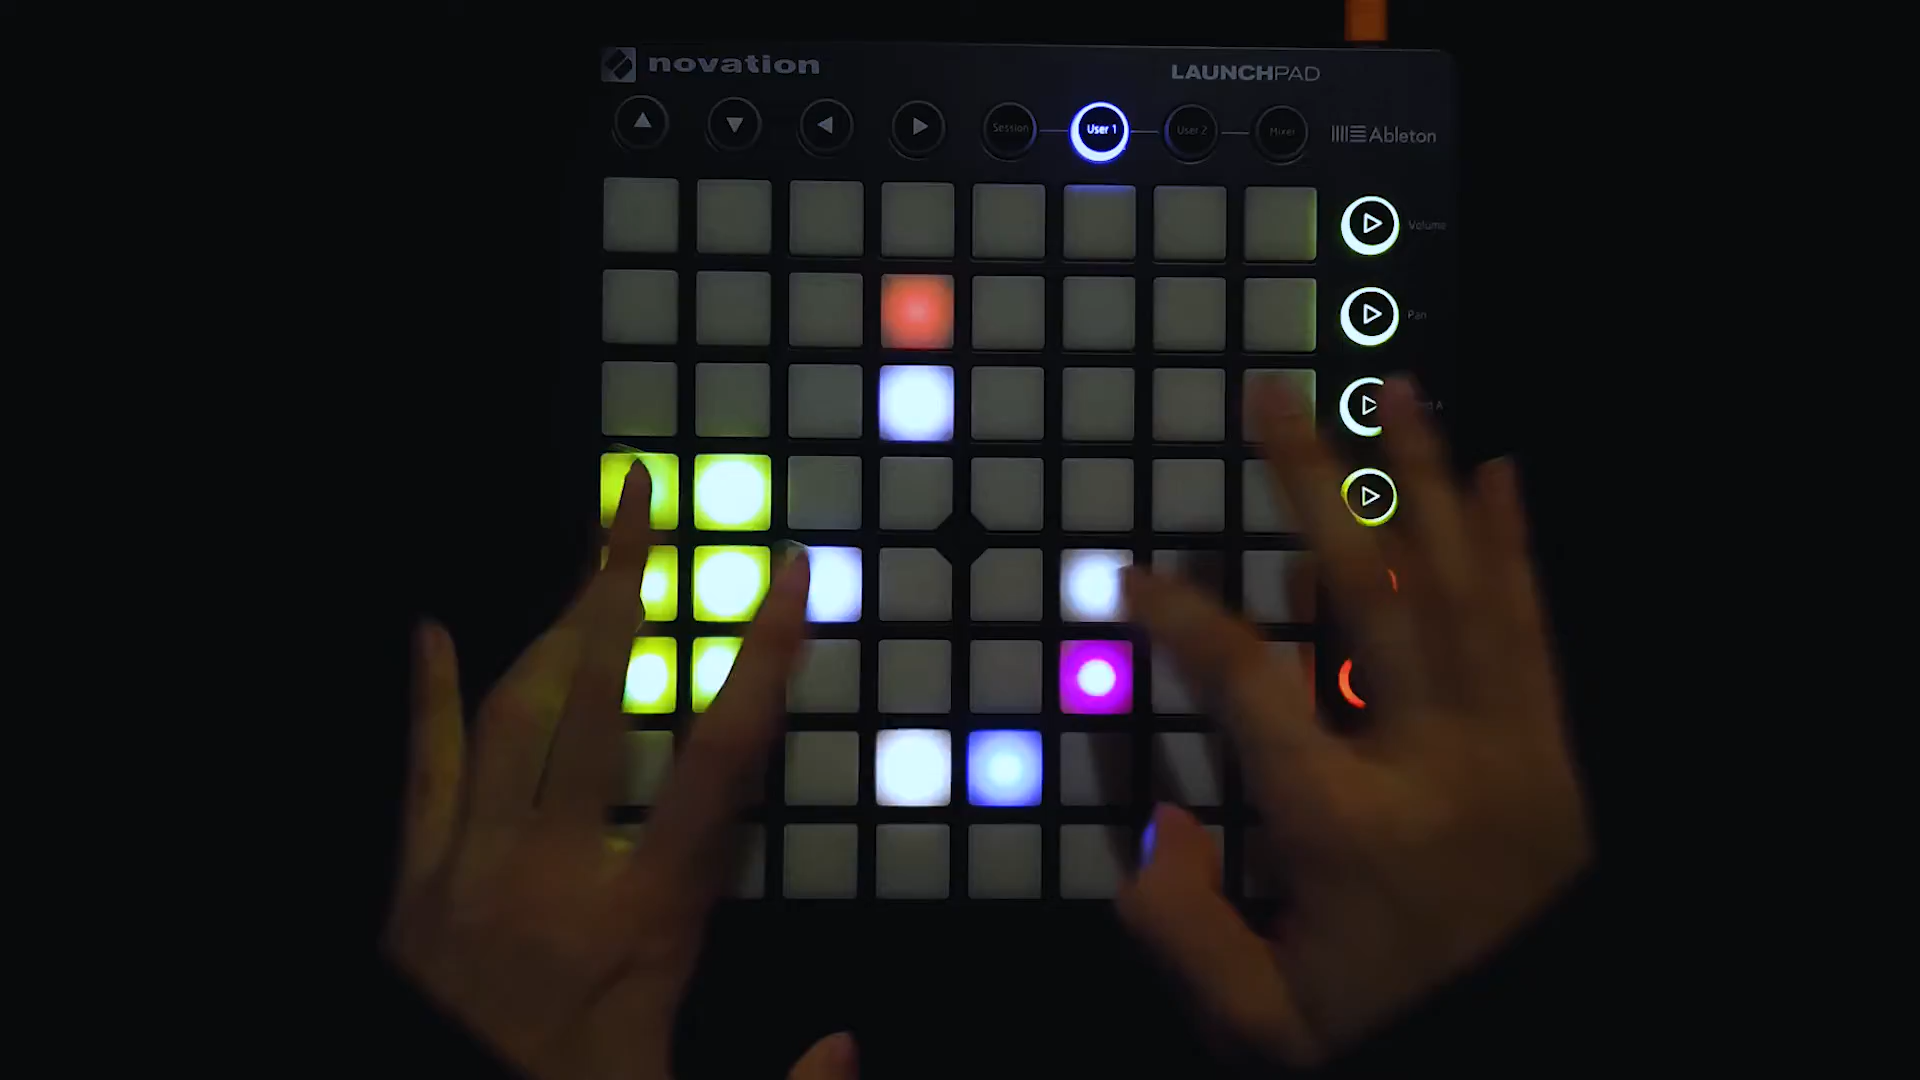 novation
LAUNCHPAD
Session User 1 User 2 Mixer
Ableton
Volume
Pan